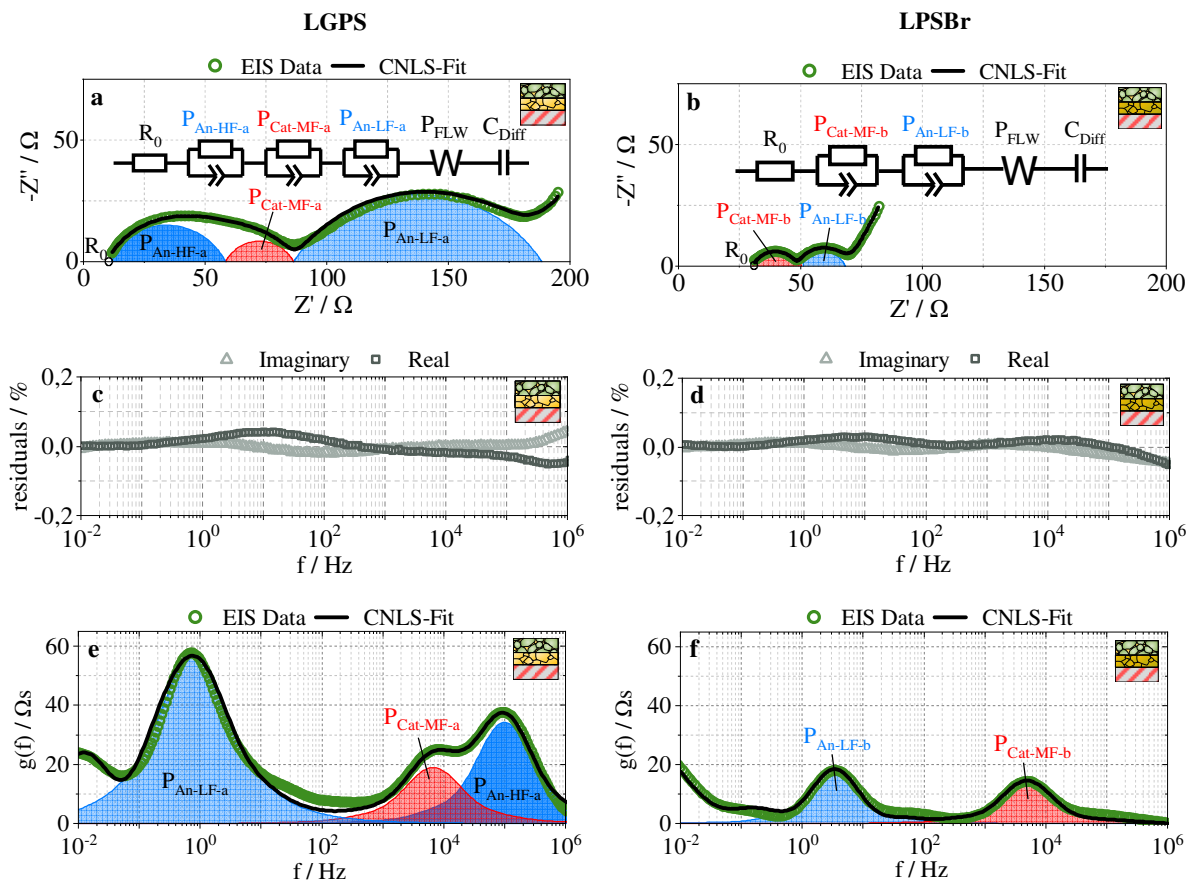 LGPS
LPSBr
EIS Data CNLS-Fit
a
50
0
-Z'' / Ω
R0
PAn-HF-a
PCat-MF-a
PAn-LF-a
PFLW
CDiff
R0
PAn-HF-a
PCat-MF-a
PAn-LF-a
0 50 100 150 200
Z' / Ω
EIS Data CNLS-Fit
b
50
0
-Z'' / Ω
R0
PCat-MF-b
PAn-LF-b
PFLW
CDiff
PCat-MF-b
PAn-LF-b
R0
0 50 100 150 200
Z' / Ω
Imaginary Real
c
0,2
0,0
-0,2
residuals / %
10-2 100 102 104 106
f / Hz
Imaginary Real
d
0,2
0,0
-0,2
residuals / %
10-2 100 102 104 106
f / Hz
EIS Data CNLS-Fit
e
60
40
20
0
g(f) / Ωs
PCat-MF-a
PAn-LF-a
PAn-HF-a
10-2 100 102 104 106
f / Hz
EIS Data CNLS-Fit
f
60
40
20
0
g(f) / Ωs
PAn-LF-b
PCat-MF-b
10-2 100 102 104 106
f / Hz